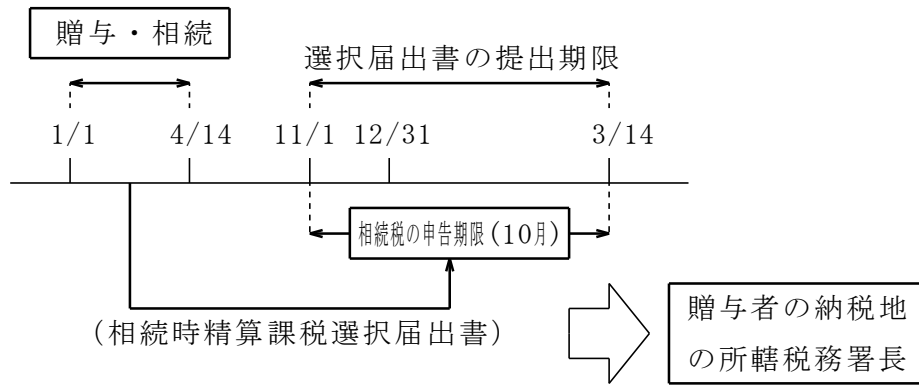 贈与・相続
選択届出書の提出期限
1/1 4/14 11/1 12/31 3/14
相続税の申告期限(10月)
(相続時精算課税選択届出書)
贈与者の納税地
の所轄税務署長